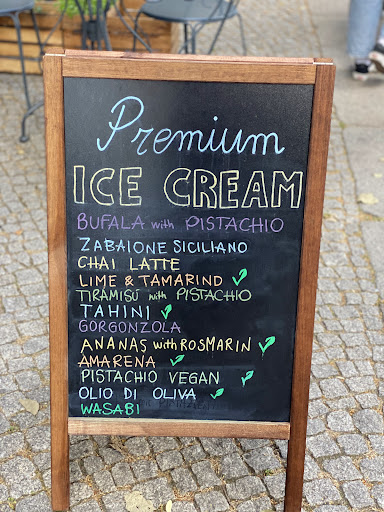 Premium
ICE CREAM
BUFALA with PISTACHIO
ZABAIONE SICILIANO
CHAI LATTE
LIME & TAMARIND
TIRAMISÙ with PISTACHIO
TAHINI
GORGONZOLA
ANANAS with ROSMARIN
AMARENA
PISTACHIO VEGAN
OLIO DI OLIVA
WASABI